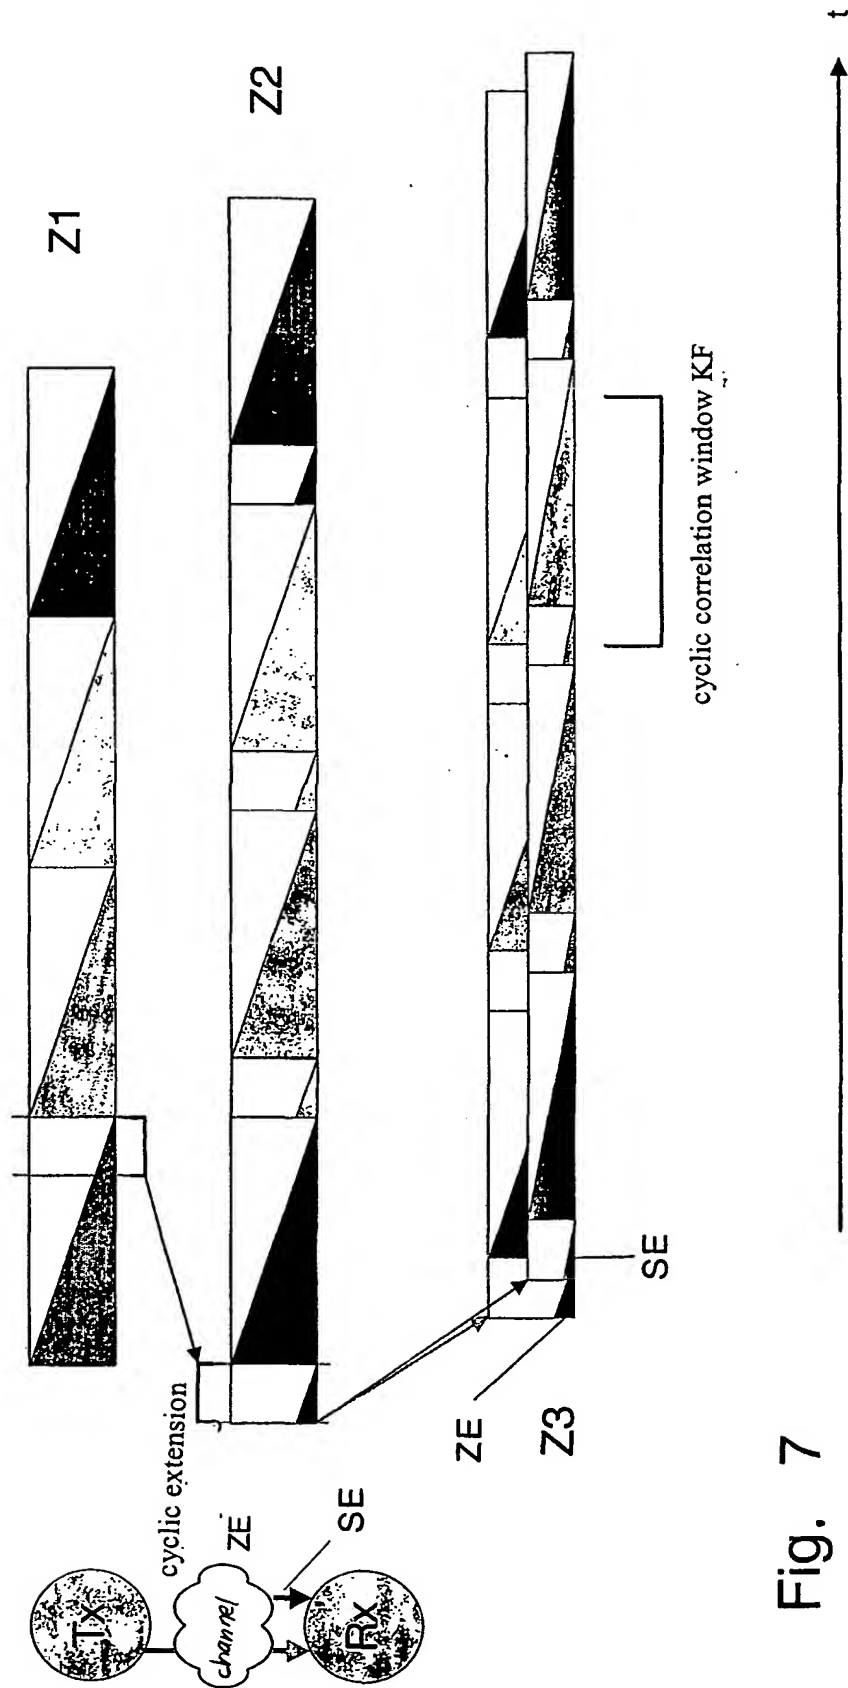 Z1
Z2
cyclic extension
Tx
channel
Rx
ZE
SE
ZE
Z3
SE
cyclic correlation window KF
t
Fig. 7